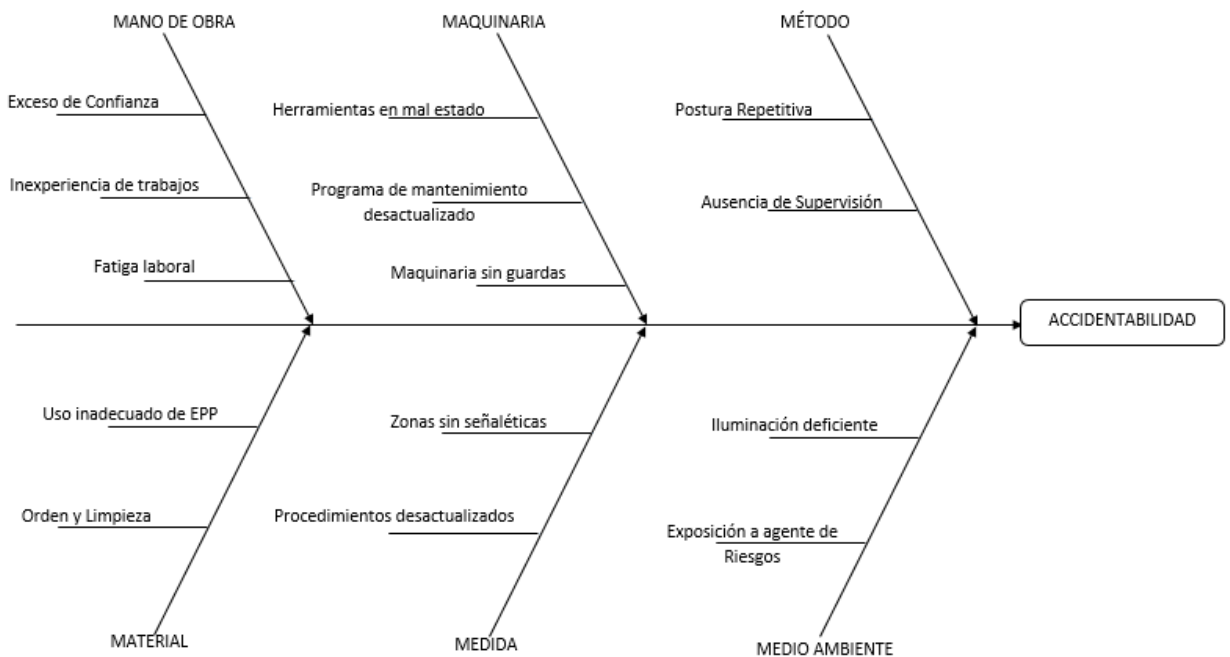 MANO DE OBRA
MAQUINARIA
MÉTODO
Exceso de Confianza
Herramientas en mal estado
Postura Repetitiva
Inexperiencia de trabajos
Programa de mantenimiento
desactualizado
Ausencia de Supervisión
Fatiga laboral
Maquinaria sin guardas
ACCIDENTABILIDAD
Uso inadecuado de EPP
Zonas sin señaléticas
Iluminación deficiente
Orden y Limpieza
Procedimientos desactualizados
Exposición a agente de
Riesgos
MATERIAL
MEDIDA
MEDIO AMBIENTE